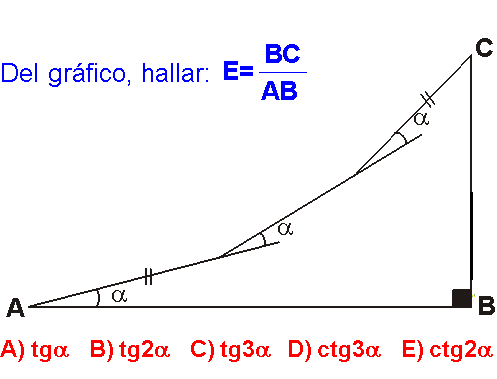 C
Del gráfico, hallar: E= BC
AB
α
α
α
A
B
A) tgα B) tg2α C) tg3α D) ctg3α E) ctg2α